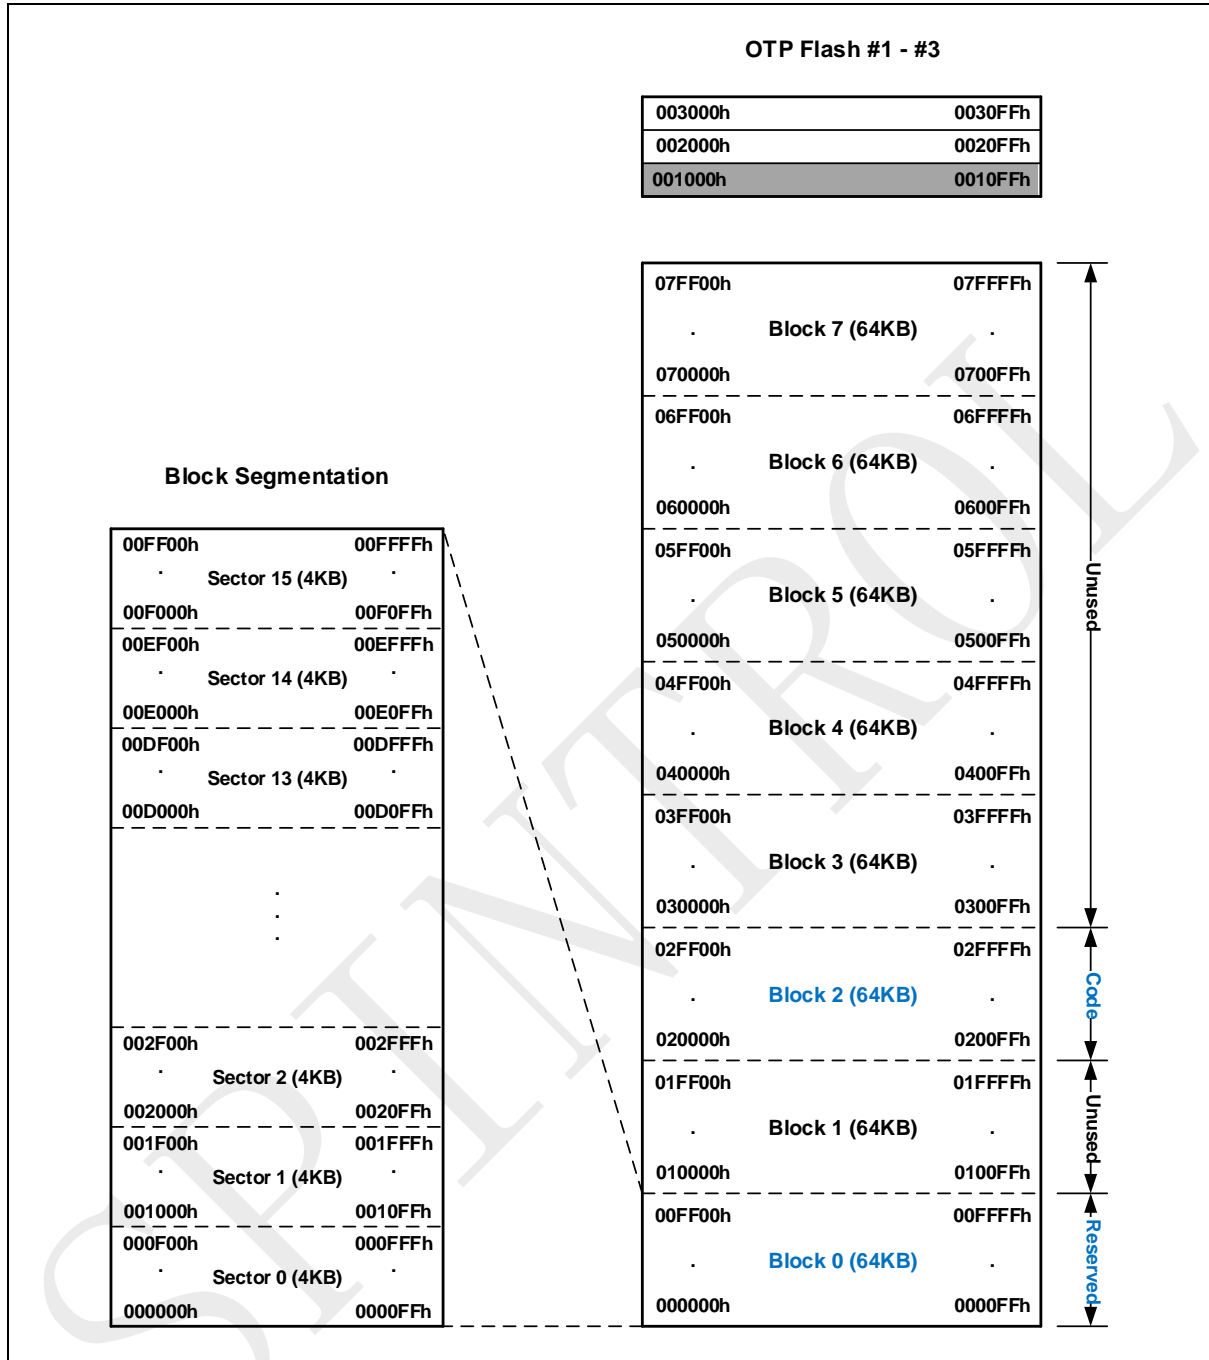 OTP Flash #1 - #3
003000h 0030FFh
002000h 0020FFh
001000h 0010FFh
07FF00h 07FFFFh
. Block 7 (64KB) .
070000h 0700FFh
06FF00h 06FFFFh
. Block 6 (64KB) .
060000h 0600FFh
05FF00h 05FFFFh
. Block 5 (64KB) .
050000h 0500FFh
04FF00h 04FFFFh
. Block 4 (64KB) .
040000h 0400FFh
03FF00h 03FFFFh
. Block 3 (64KB) .
030000h 0300FFh
Unused
02FF00h 02FFFFh
. Block 2 (64KB) .
020000h 0200FFh
Code
01FF00h 01FFFFh
. Block 1 (64KB) .
010000h 0100FFh
Unused
00FF00h 00FFFFh
. Block 0 (64KB) .
000000h 0000FFh
Reserved
Block Segmentation
00FF00h 00FFFFh
. Sector 15 (4KB) .
00F000h 00F0FFh
00EF00h 00EFFFh
. Sector 14 (4KB) .
00E000h 00E0FFh
00DF00h 00DFFFh
. Sector 13 (4KB) .
00D000h 00D0FFh
.
.
.
002F00h 002FFFh
. Sector 2 (4KB) .
002000h 0020FFh
001F00h 001FFFh
. Sector 1 (4KB) .
001000h 0010FFh
000F00h 000FFFh
. Sector 0 (4KB) .
000000h 0000FFh
SPINTROL